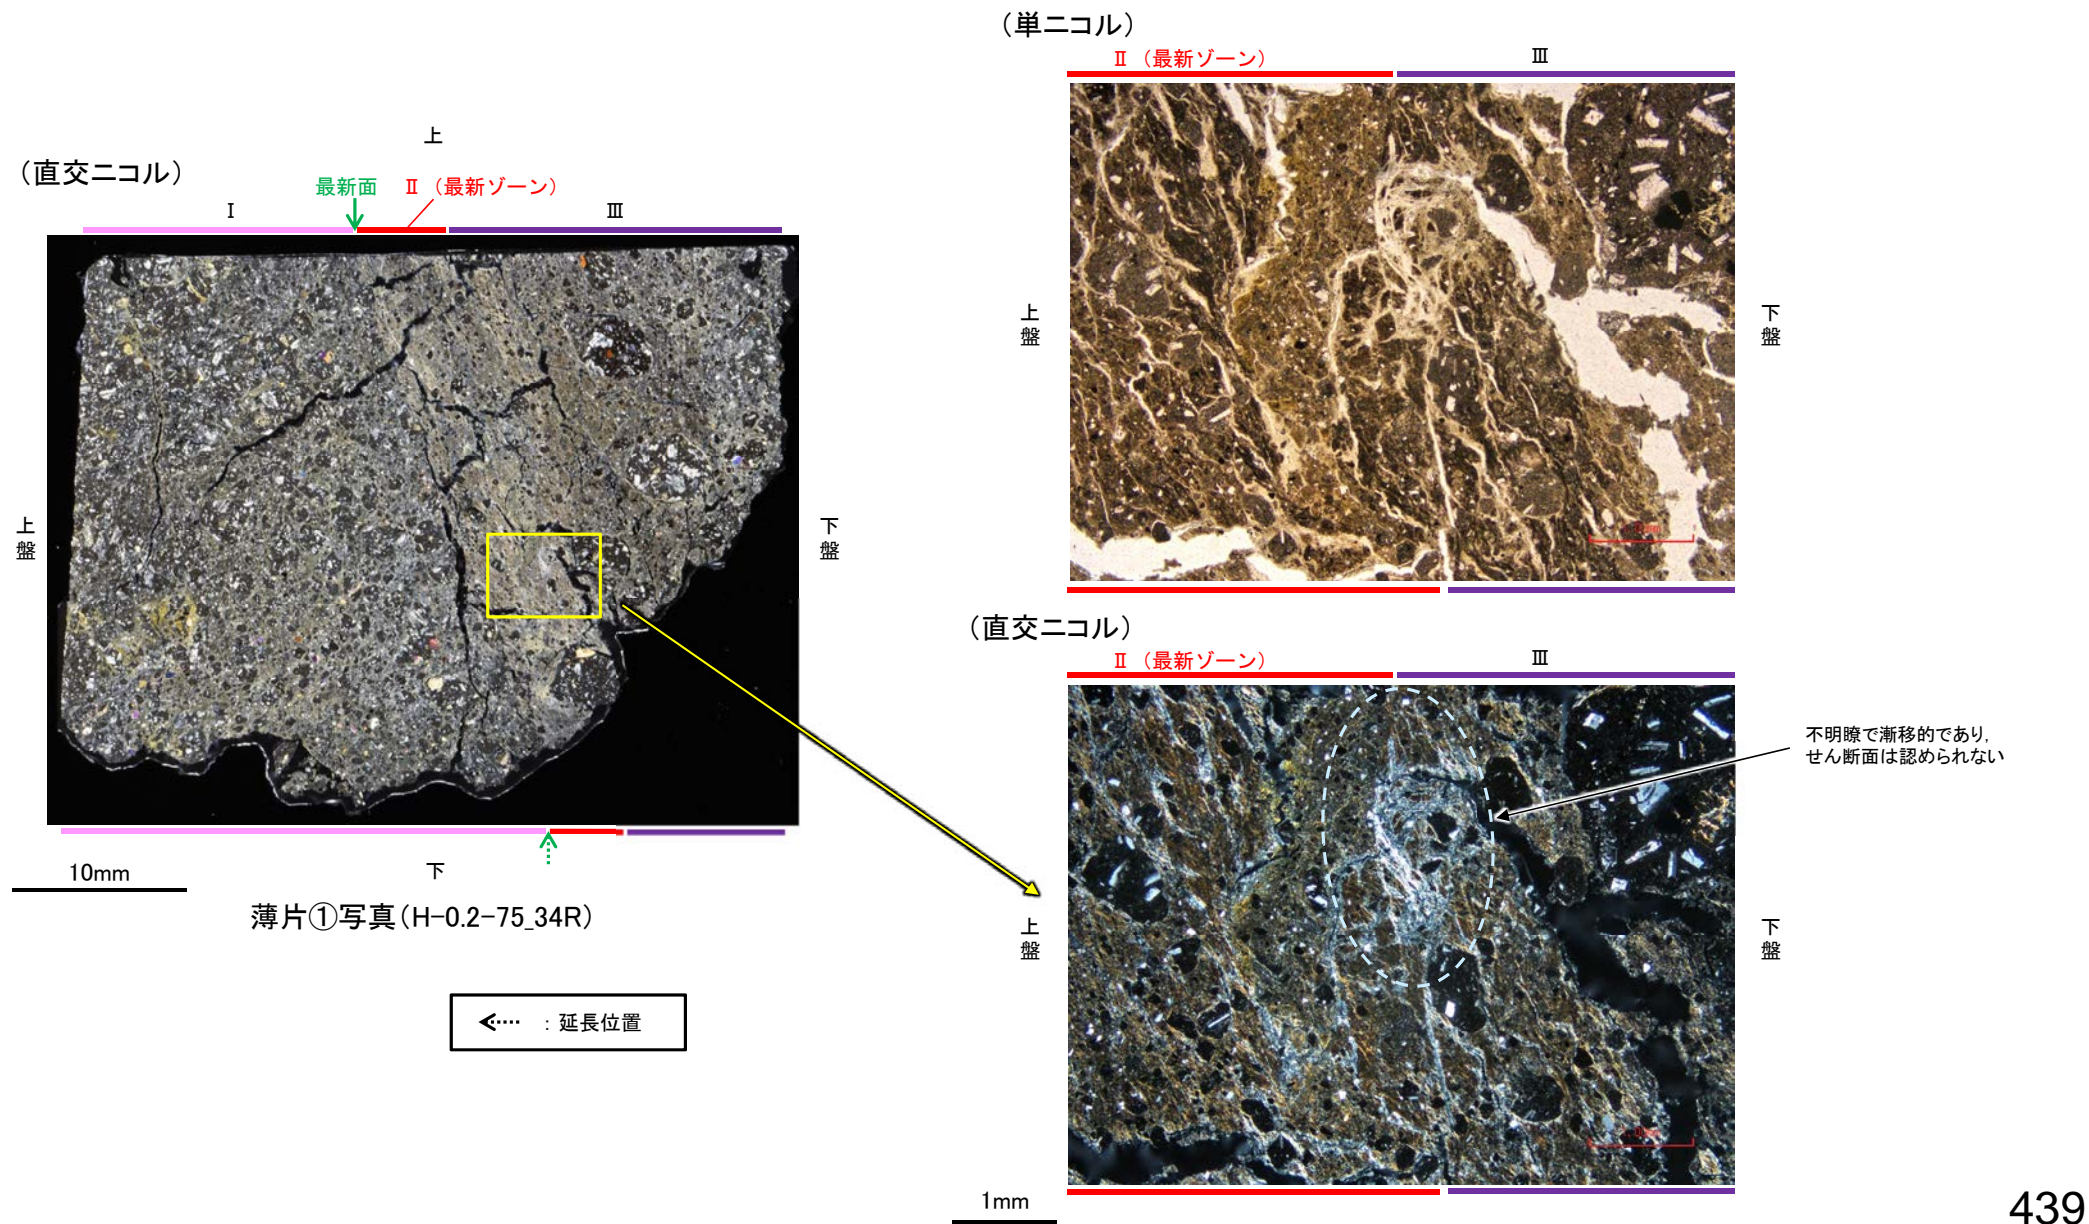 (単ニコル)
Ⅱ (最新ゾーン)
Ⅲ
上
(直交ニコル)
最新面
Ⅱ (最新ゾーン)
Ⅰ
Ⅲ
上盤
下盤
上盤
下盤
下
10mm
薄片①写真(H-0.2-75_34R)
:延長位置
(直交ニコル)
Ⅱ (最新ゾーン)
Ⅲ
不明瞭で漸移的であり,
せん断面は認められない
上盤
下盤
1mm
439